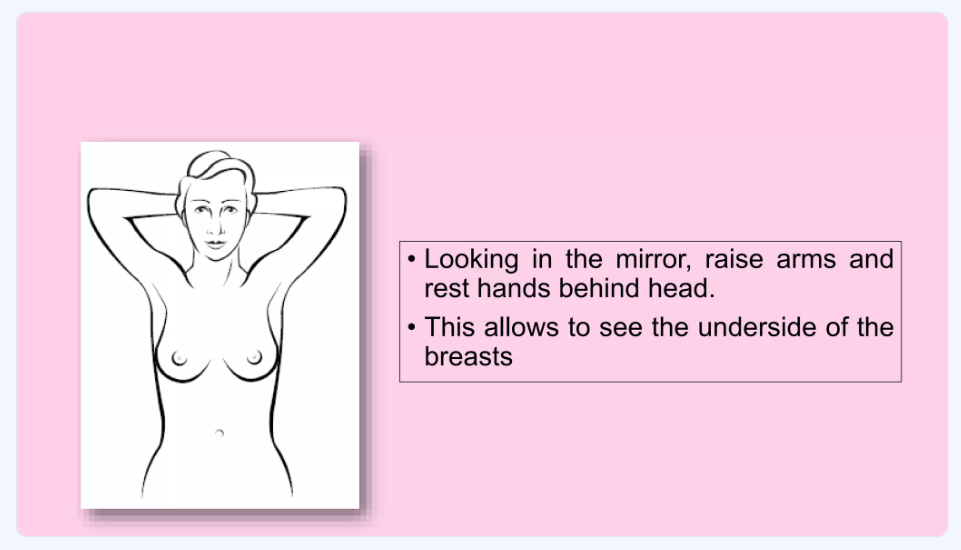 • Looking in the mirror, raise arms and
rest hands behind head.
• This allows to see the underside of the
breasts